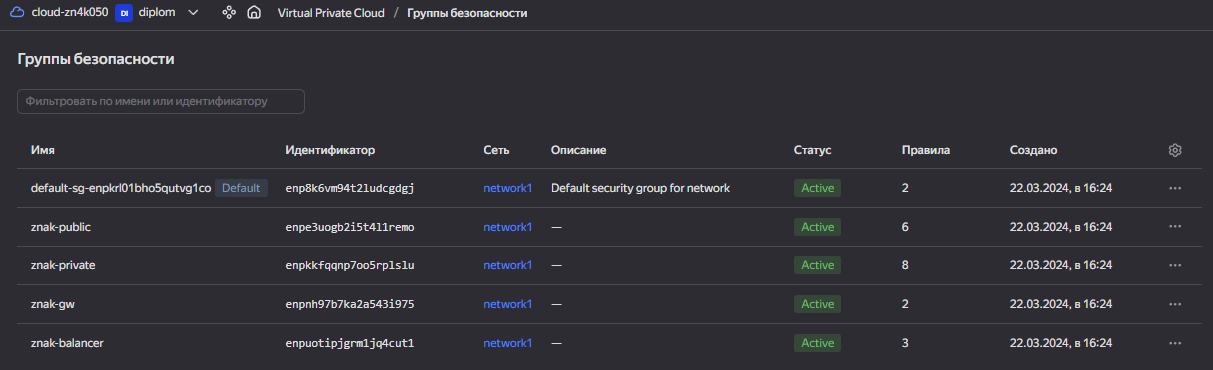 cloud-zn4k050 DI diplom Virtual Private Cloud / Группы безопасности
Группы безопасности
Фильтровать по имени или идентификатору
Имя Идентификатор Сеть Описание Статус Правила Создано
default-sg-enpkrl01bho5qutvg1co Default enp8k6vm94t2ludcgdgj network1 Default security group for network Active 2 22.03.2024, в 16:24
znak-public enpe3uogb2i5t4l1remo network1 — Active 6 22.03.2024, в 16:24
znak-private enpkkfqqnp7oo5rplslu network1 — Active 8 22.03.2024, в 16:24
znak-gw enpnh97b7ka2a543i975 network1 — Active 2 22.03.2024, в 16:24
znak-balancer enpuotipjgrm1jq4cut1 network1 — Active 3 22.03.2024, в 16:24